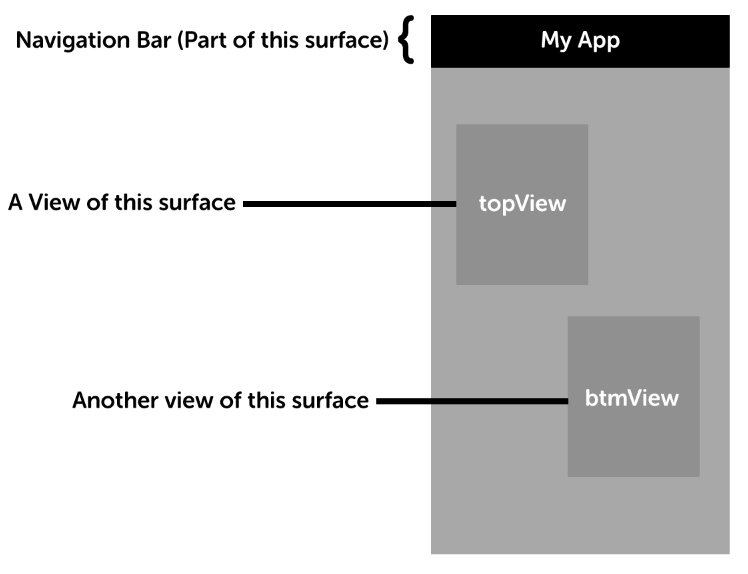 Navigation Bar (Part of this surface) {
My App
A View of this surface
topView
Another view of this surface
btmView